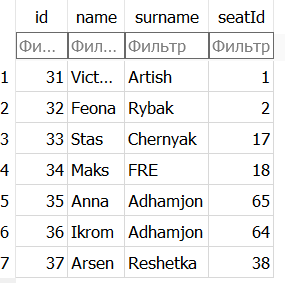 id name surname seatId
Фи... Фил... Фильтр Фильтр
1 31 Vict... Artish 1
2 32 Feona Rybak 2
3 33 Stas Chernyak 17
4 34 Maks FRE 18
5 35 Anna Adhamjon 65
6 36 Ikrom Adhamjon 64
7 37 Arsen Reshetka 38